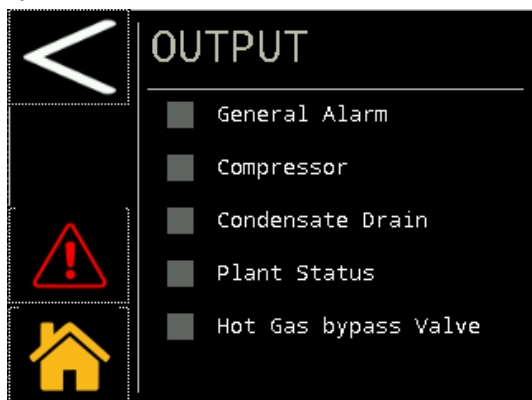 OUTPUT
General Alarm
Compressor
Condensate Drain
Plant Status
Hot Gas bypass Valve